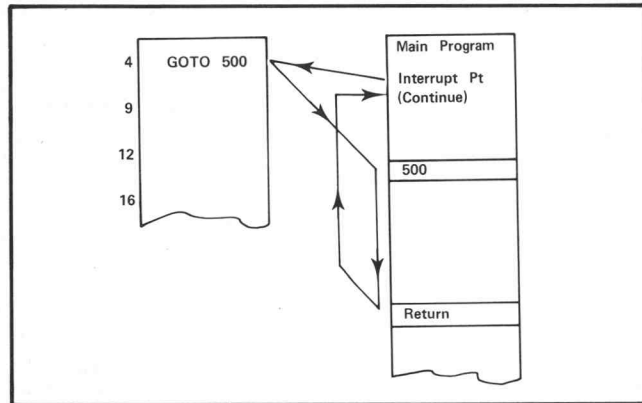 4 GOTO 500
9
12
16
Main Program
Interrupt Pt
(Continue)
500
Return